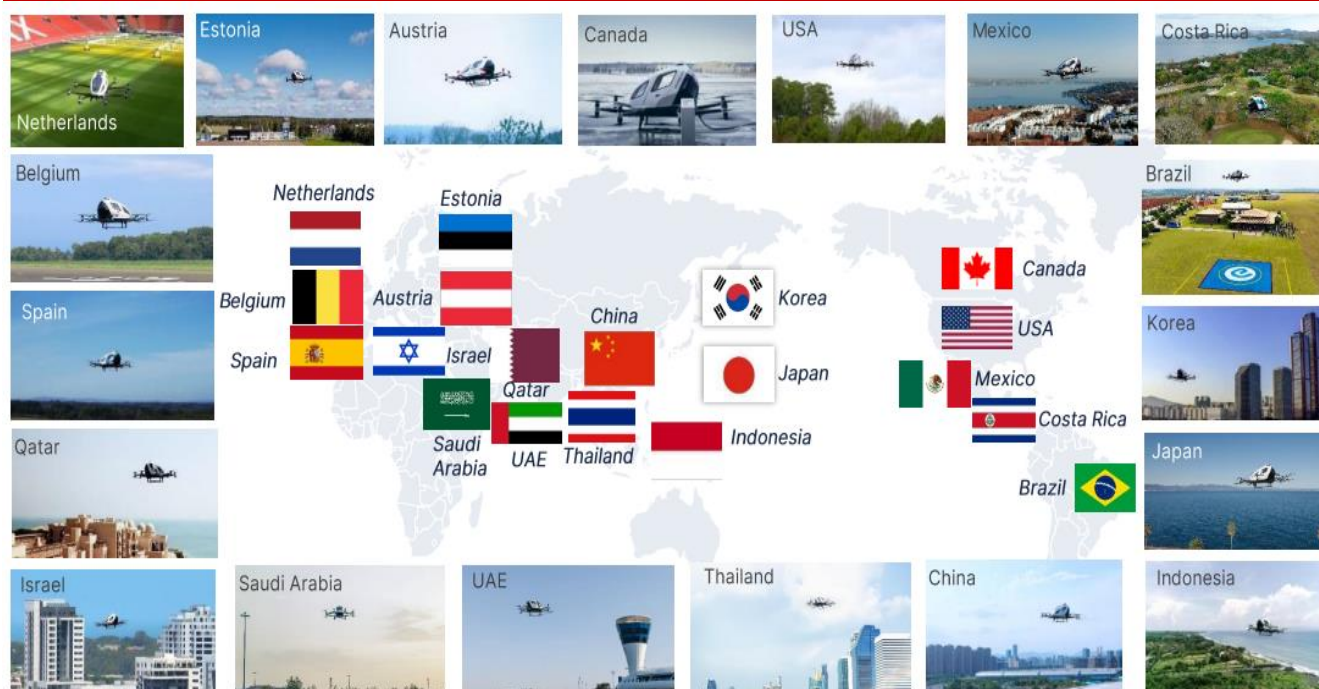 Netherlands
Estonia
Austria
Canada
USA
Mexico
Costa Rica
Belgium
Brazil
Netherlands
Estonia
Belgium
Austria
Canada
Korea
USA
China
Spain
Israel
Spain
Korea
Qatar
Japan
Mexico
Costa Rica
Saudi
Arabia
UAE
Thailand
Indonesia
Qatar
Japan
Brazil
Israel
Saudi Arabia
UAE
Thailand
China
Indonesia